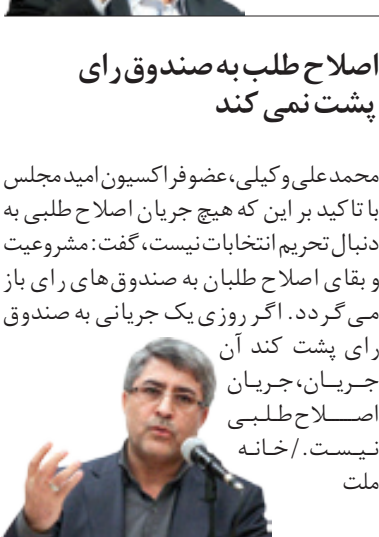 اصلاح طلب به صندوق رای
پشت نمی کند
محمدعلی وکیلی، عضو فراکسیون امید مجلس
با تاکید بر این که هیچ جریان اصلاح طلبی به
دنبال تحریم انتخابات نیست، گفت: مشروعیت
و بقای اصلاح طلبان به صندوق‌های رای باز
می گردد. اگر روزی یک جریانی به صندوق
رای پشت کند آن
جریان، جریان
اصلاح طلبی
نیست. / خانه
ملت